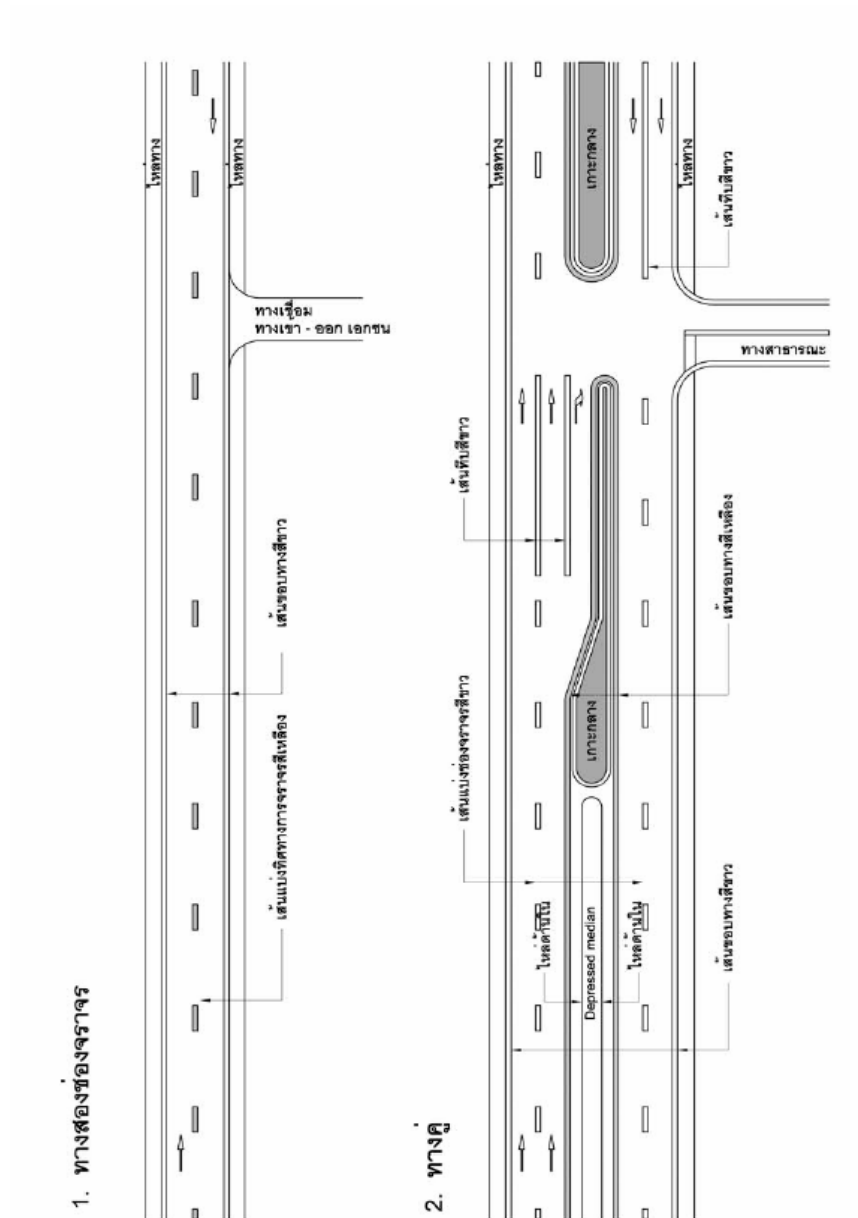 1. ทางสองช่องจราจร
ไหล่ทาง
ไหล่ทาง
ทางเชื่อม
ทางเข้า - ออก เอกชน
เส้นขอบทางสีขาว
เส้นแบ่งทิศทางการจราจรสีเหลือง
2. ทางคู่
ไหล่ทาง
เกาะกลาง
ไหล่ทาง
เส้นทึบสีขาว
ทางสาธารณะ
เส้นทึบสีขาว
เส้นขอบทางสีเหลือง
เส้นแบ่งช่องจราจรสีขาว
เกาะกลาง
ไหล่ด้านใน
Depressed median
ไหล่ด้านใน
เส้นขอบทางสีขาว